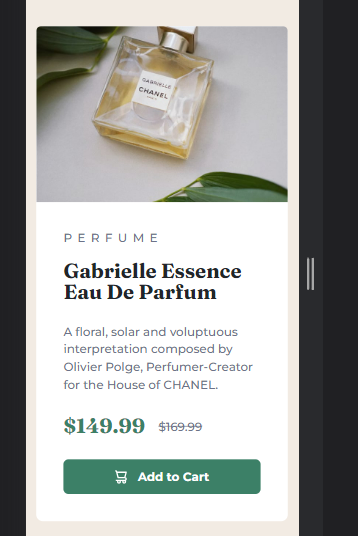 GABRIELLE
CHANEL
PERFUME
Gabrielle Essence
Eau De Parfum
A floral, solar and voluptuous
interpretation composed by
Olivier Polge, Perfumer-Creator
for the House of CHANEL.
$149.99 $169.99
Add to Cart